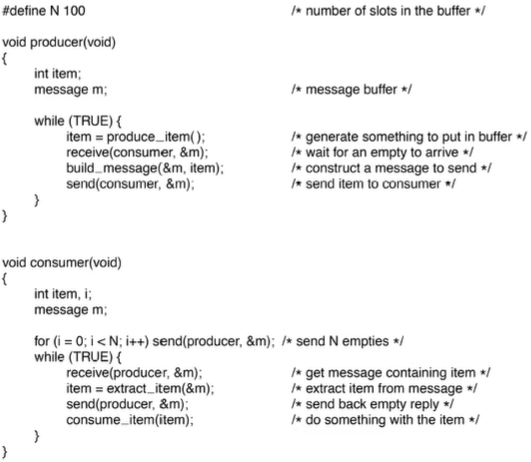 #define N 100 /* number of slots in the buffer */
void producer(void)
{
int item;
message m; /* message buffer */
while (TRUE) {
item = produce_item( ); /* generate something to put in buffer */
receive(consumer, &m); /* wait for an empty to arrive */
build_message(&m, item); /* construct a message to send */
send(consumer, &m); /* send item to consumer */
}
}
void consumer(void)
{
int item, i;
message m;
for (i = 0; i < N; i++) send(producer, &m); /* send N empties */
while (TRUE) {
receive(producer, &m); /* get message containing item */
item = extract_item(&m); /* extract item from message */
send(producer, &m); /* send back empty reply */
consume_item(item); /* do something with the item */
}
}